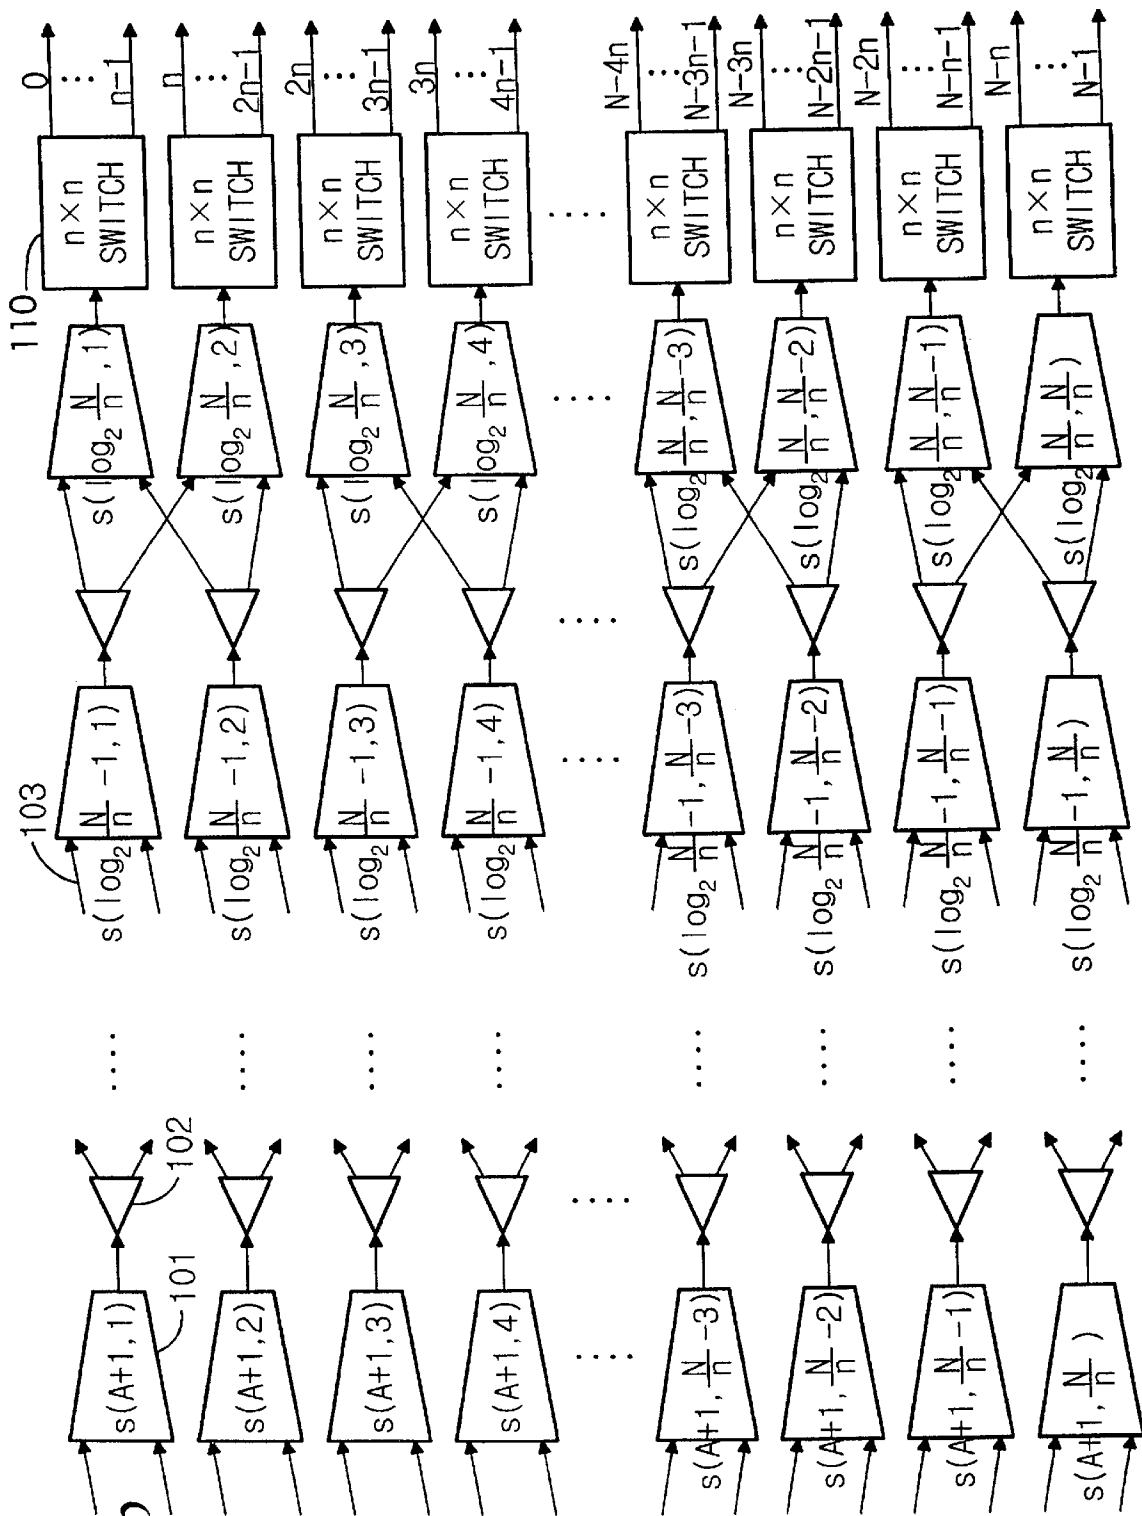 0
n-1
n
2n-1
2n
3n-1
3n
4n-1
N-4n
N-3n-1
N-3n
N-2n-1
N-2n
N-n-1
N-n
N-1
110
n×n
SWITCH
n×n
SWITCH
n×n
SWITCH
n×n
SWITCH
....
n×n
SWITCH
n×n
SWITCH
n×n
SWITCH
n×n
SWITCH
s(log₂ N/n ,1)
s(log₂ N/n ,2)
s(log₂ N/n ,3)
s(log₂ N/n ,4)
....
s(log₂ N/n, N/n -3)
s(log₂ N/n, N/n -2)
s(log₂ N/n, N/n -1)
s(log₂ N/n, N/n )
....
103
s(log₂ N/n -1,1)
s(log₂ N/n -1,2)
s(log₂ N/n -1,3)
s(log₂ N/n -1,4)
....
s(log₂ N/n -1, N/n -3)
s(log₂ N/n -1, N/n -2)
s(log₂ N/n -1, N/n -1)
s(log₂ N/n -1, N/n )
.... .... .... .... .... .... .... ....
102
....
101
s(A+1,1)
s(A+1,2)
s(A+1,3)
s(A+1,4)
....
s(A+1, N/n -3)
s(A+1, N/n -2)
s(A+1, N/n -1)
s(A+1, N/n )